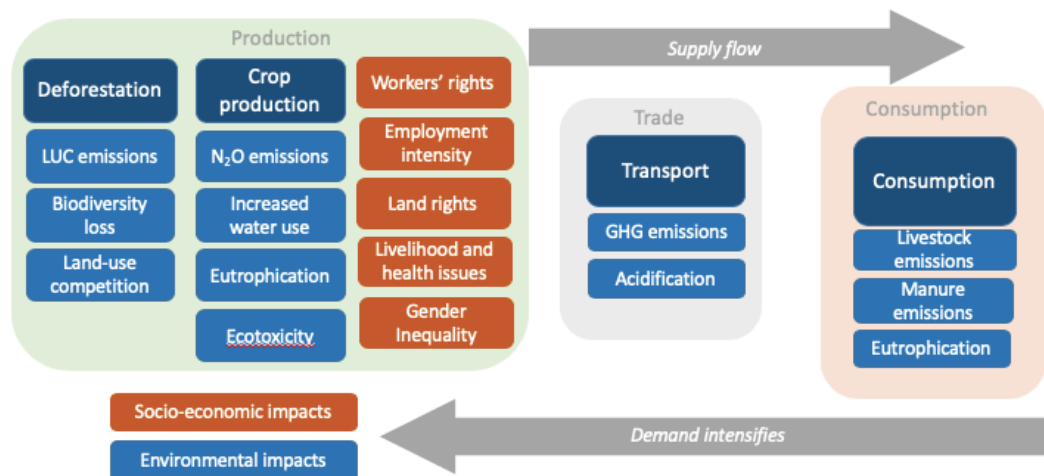 Production
Deforestation
LUC emissions
Biodiversity
loss
Land-use
competition
Crop
production
N₂O emissions
Increased
water use
Eutrophication
Ecotoxicity
Workers’ rights
Employment
intensity
Land rights
Livelihood and
health issues
Gender
Inequality
Supply flow
Trade
Transport
GHG emissions
Acidification
Consumption
Consumption
Livestock
emissions
Manure
emissions
Eutrophication
Socio-economic impacts
Environmental impacts
Demand intensifies